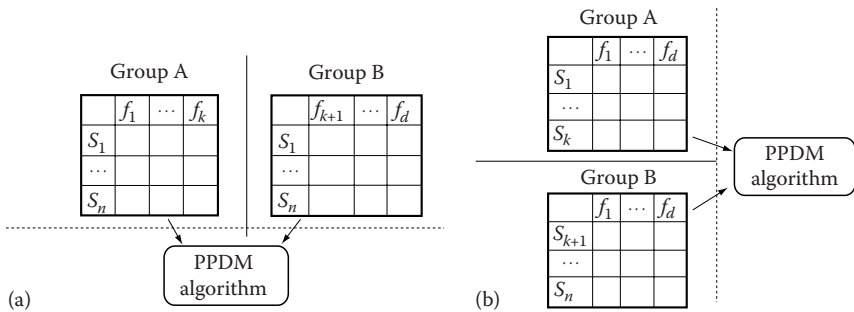 Group A
f1 ⋯ fk
S1
⋯
Sn
Group B
fk+1 ⋯ fd
S1
⋯
Sn
PPDM
algorithm
(a)
Group A
f1 ⋯ fd
S1
⋯
Sk
Group B
f1 ⋯ fd
Sk+1
⋯
Sn
PPDM
algorithm
(b)